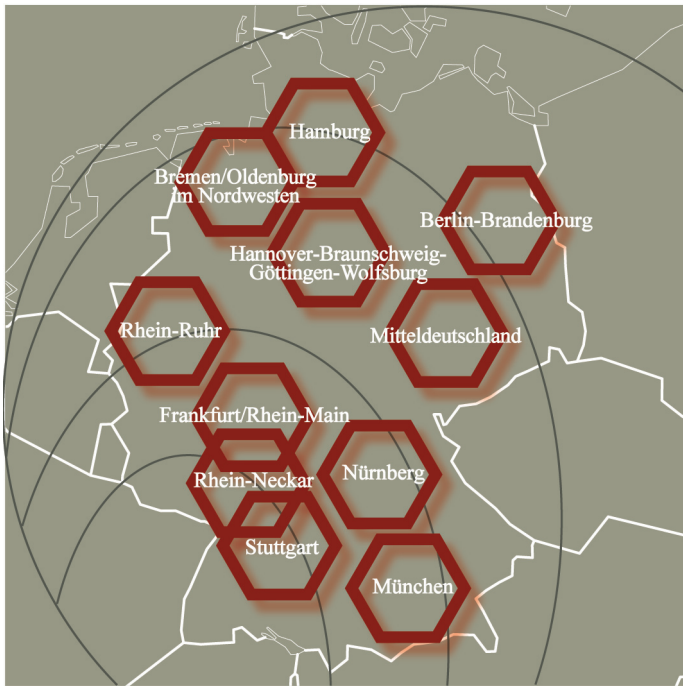 Hamburg
Bremen/Oldenburg
im Nordwesten
Berlin-Brandenburg
Hannover-Braunschweig-
Göttingen-Wolfsburg
Rhein-Ruhr
Mitteldeutschland
Frankfurt/Rhein-Main
Nürnberg
Rhein-Neckar
Stuttgart
München